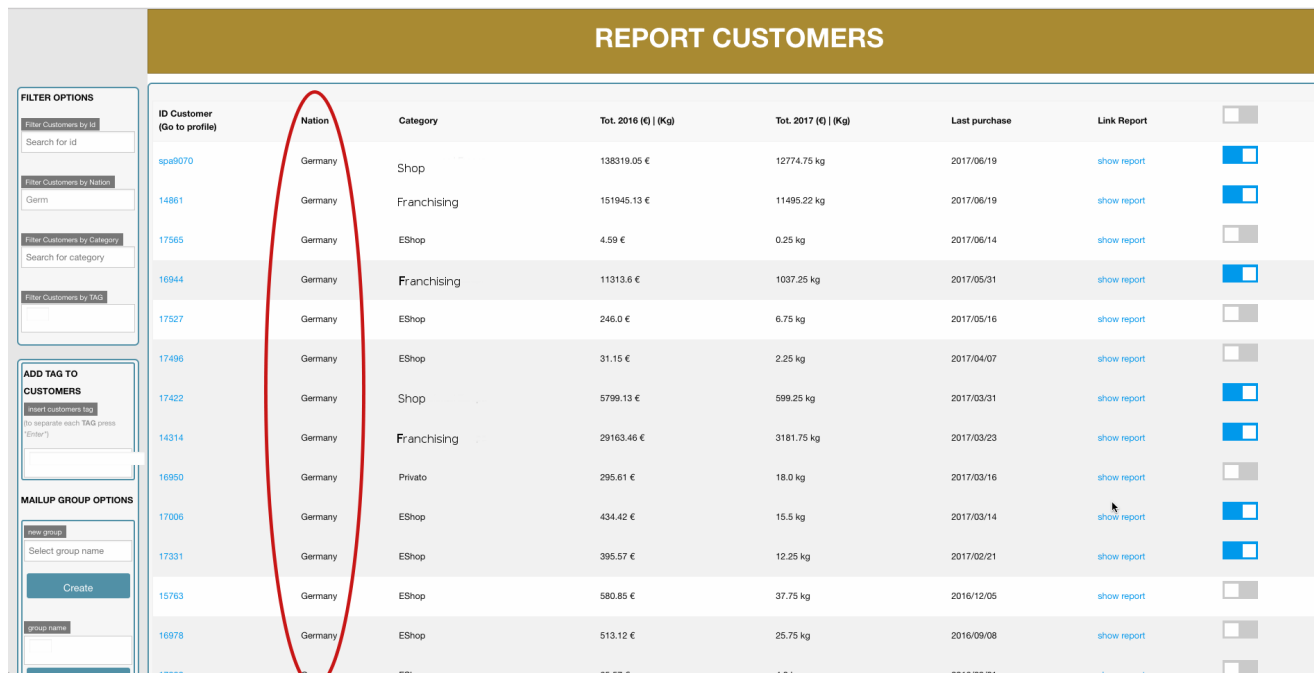 REPORT CUSTOMERS
FILTER OPTIONS
Filter Customers by Id
Search for id
Filter Customers by Nation
Germ
Filter Customers by Category
Search for category
Filter Customers by TAG
ADD TAG TO
CUSTOMERS
insert customers tag
(to separate each TAG press
"Enter")
MAILUP GROUP OPTIONS
new group
Select group name
Create
group name
ID Customer
(Go to profile) Nation Category Tot. 2016 (€) | (Kg) Tot. 2017 (€) | (Kg) Last purchase Link Report
spa9070 Germany Shop 138319.05 € 12774.75 kg 2017/06/19 show report
14861 Germany Franchising 151945.13 € 11495.22 kg 2017/06/19 show report
17565 Germany EShop 4.59 € 0.25 kg 2017/06/14 show report
16944 Germany Franchising 11313.6 € 1037.25 kg 2017/05/31 show report
17527 Germany EShop 246.0 € 6.75 kg 2017/05/16 show report
17496 Germany EShop 31.15 € 2.25 kg 2017/04/07 show report
17422 Germany Shop 5799.13 € 599.25 kg 2017/03/31 show report
14314 Germany Franchising 29163.46 € 3181.75 kg 2017/03/23 show report
16950 Germany Privato 295.61 € 18.0 kg 2017/03/16 show report
17006 Germany EShop 434.42 € 15.5 kg 2017/03/14 show report
17331 Germany EShop 395.57 € 12.25 kg 2017/02/21 show report
15763 Germany EShop 580.85 € 37.75 kg 2016/12/05 show report
16978 Germany EShop 513.12 € 25.75 kg 2016/09/08 show report